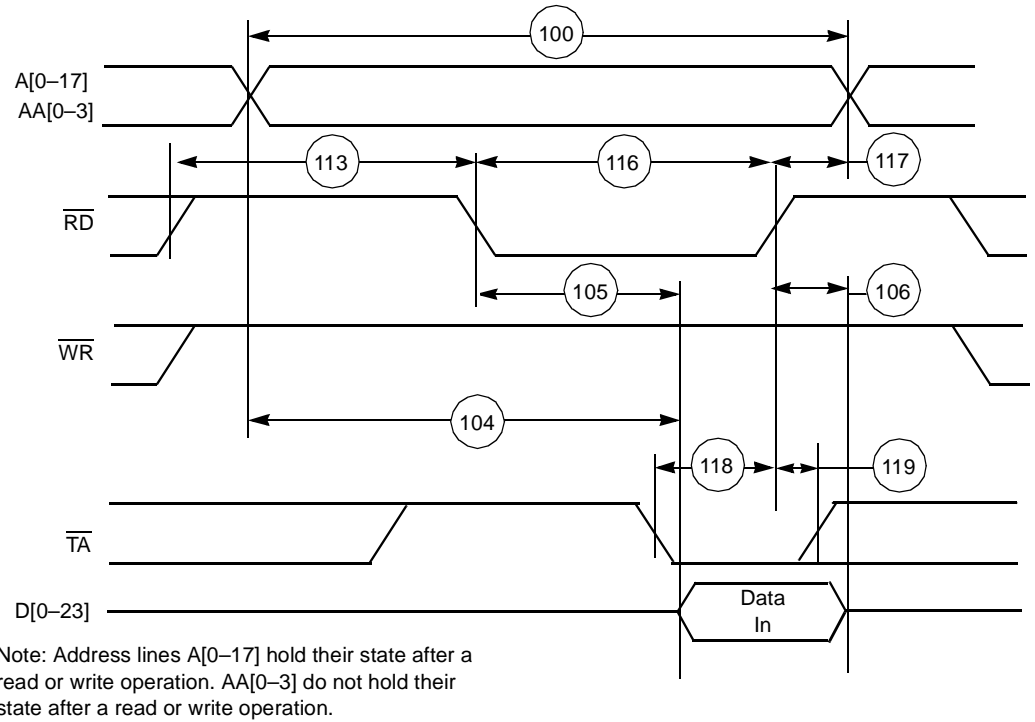 100
A[0–17]
AA[0–3]
113
116
117
RD
105
106
WR
104
118
119
TA
D[0–23]
Data
In
Note: Address lines A[0–17] hold their state after a
read or write operation. AA[0–3] do not hold their
state after a read or write operation.